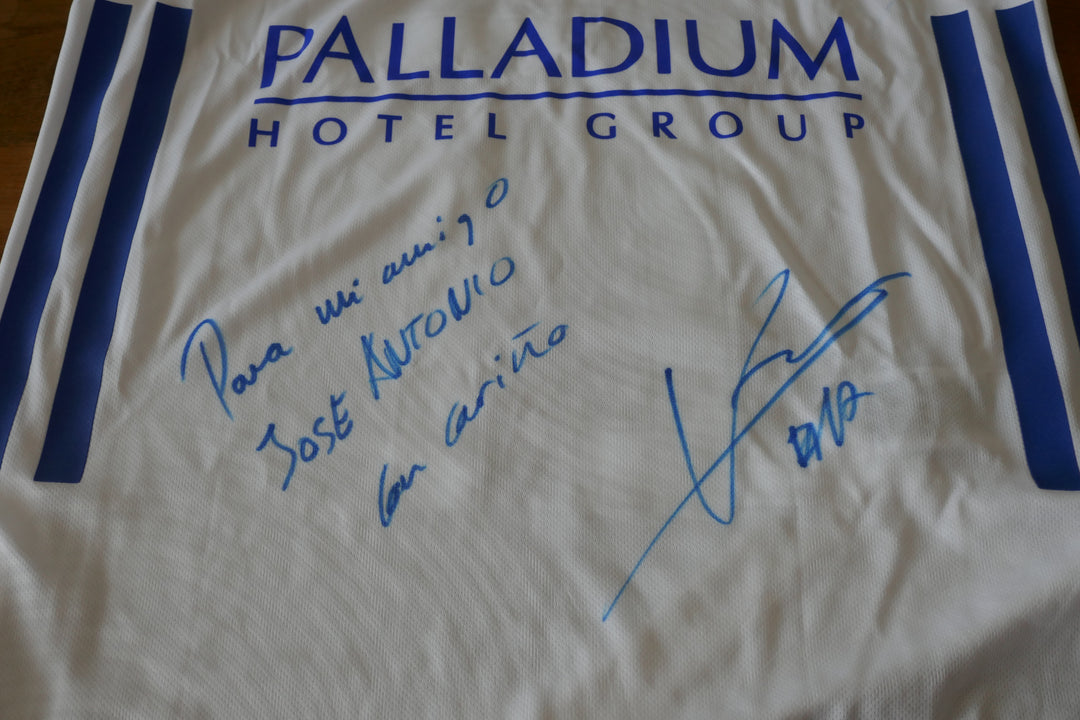 PALLADIUM
HOTEL GROUP
Para mi amigo
JOSE ANTONIO
Con cariño